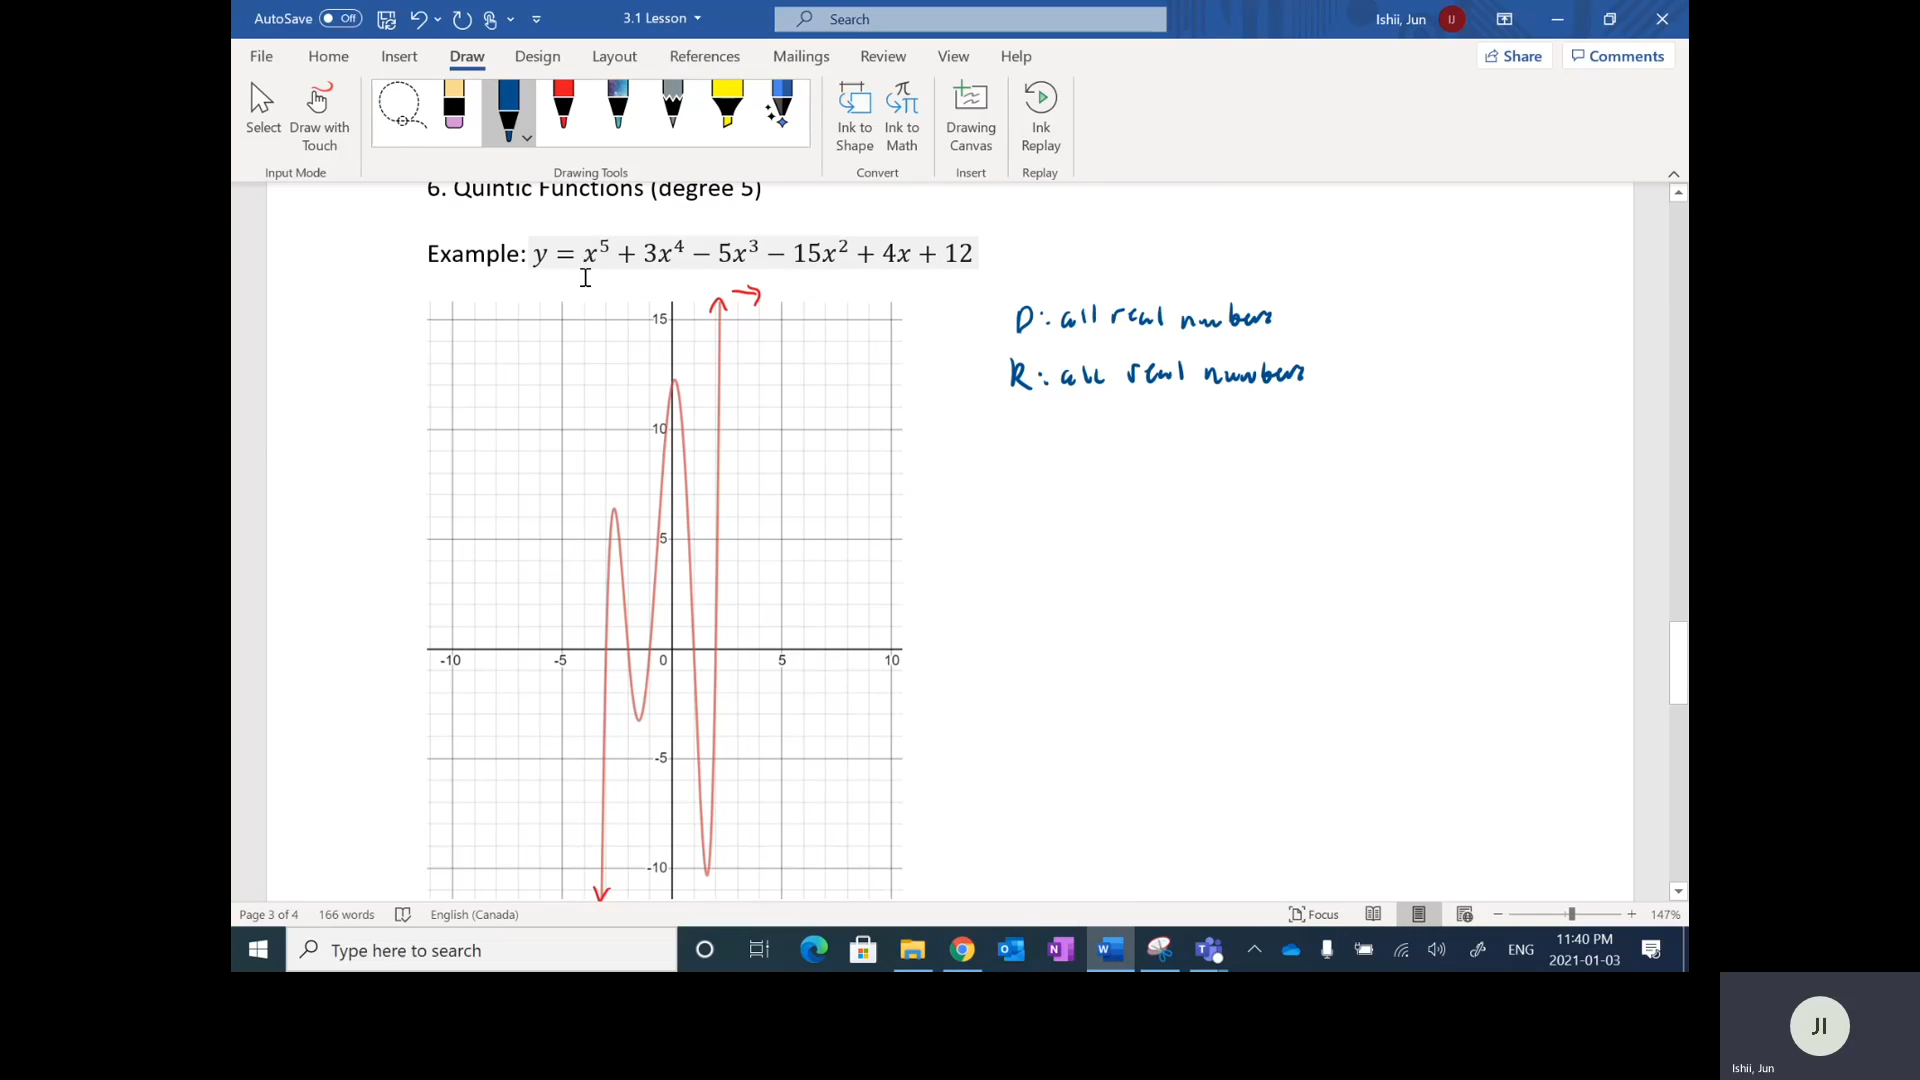 AutoSave Off 3.1 Lesson Search Ishii, Jun IJ
File Home Insert Draw Design Layout References Mailings Review View Help Share Comments
Select Draw with Touch Ink to Shape Ink to Math Drawing Canvas Ink Replay
Input Mode Drawing Tools Convert Insert Replay
6. Quintic Functions (degree 5)
Example: y = x⁵ + 3x⁴ − 5x³ − 15x² + 4x + 12
15
D: all real numbers
R: all real numbers
10
5
-10 -5 0 5 10
-5
-10
Page 3 of 4 166 words English (Canada) Focus 147%
Type here to search ENG 11:40 PM
2021-01-03
JI
Ishii, Jun